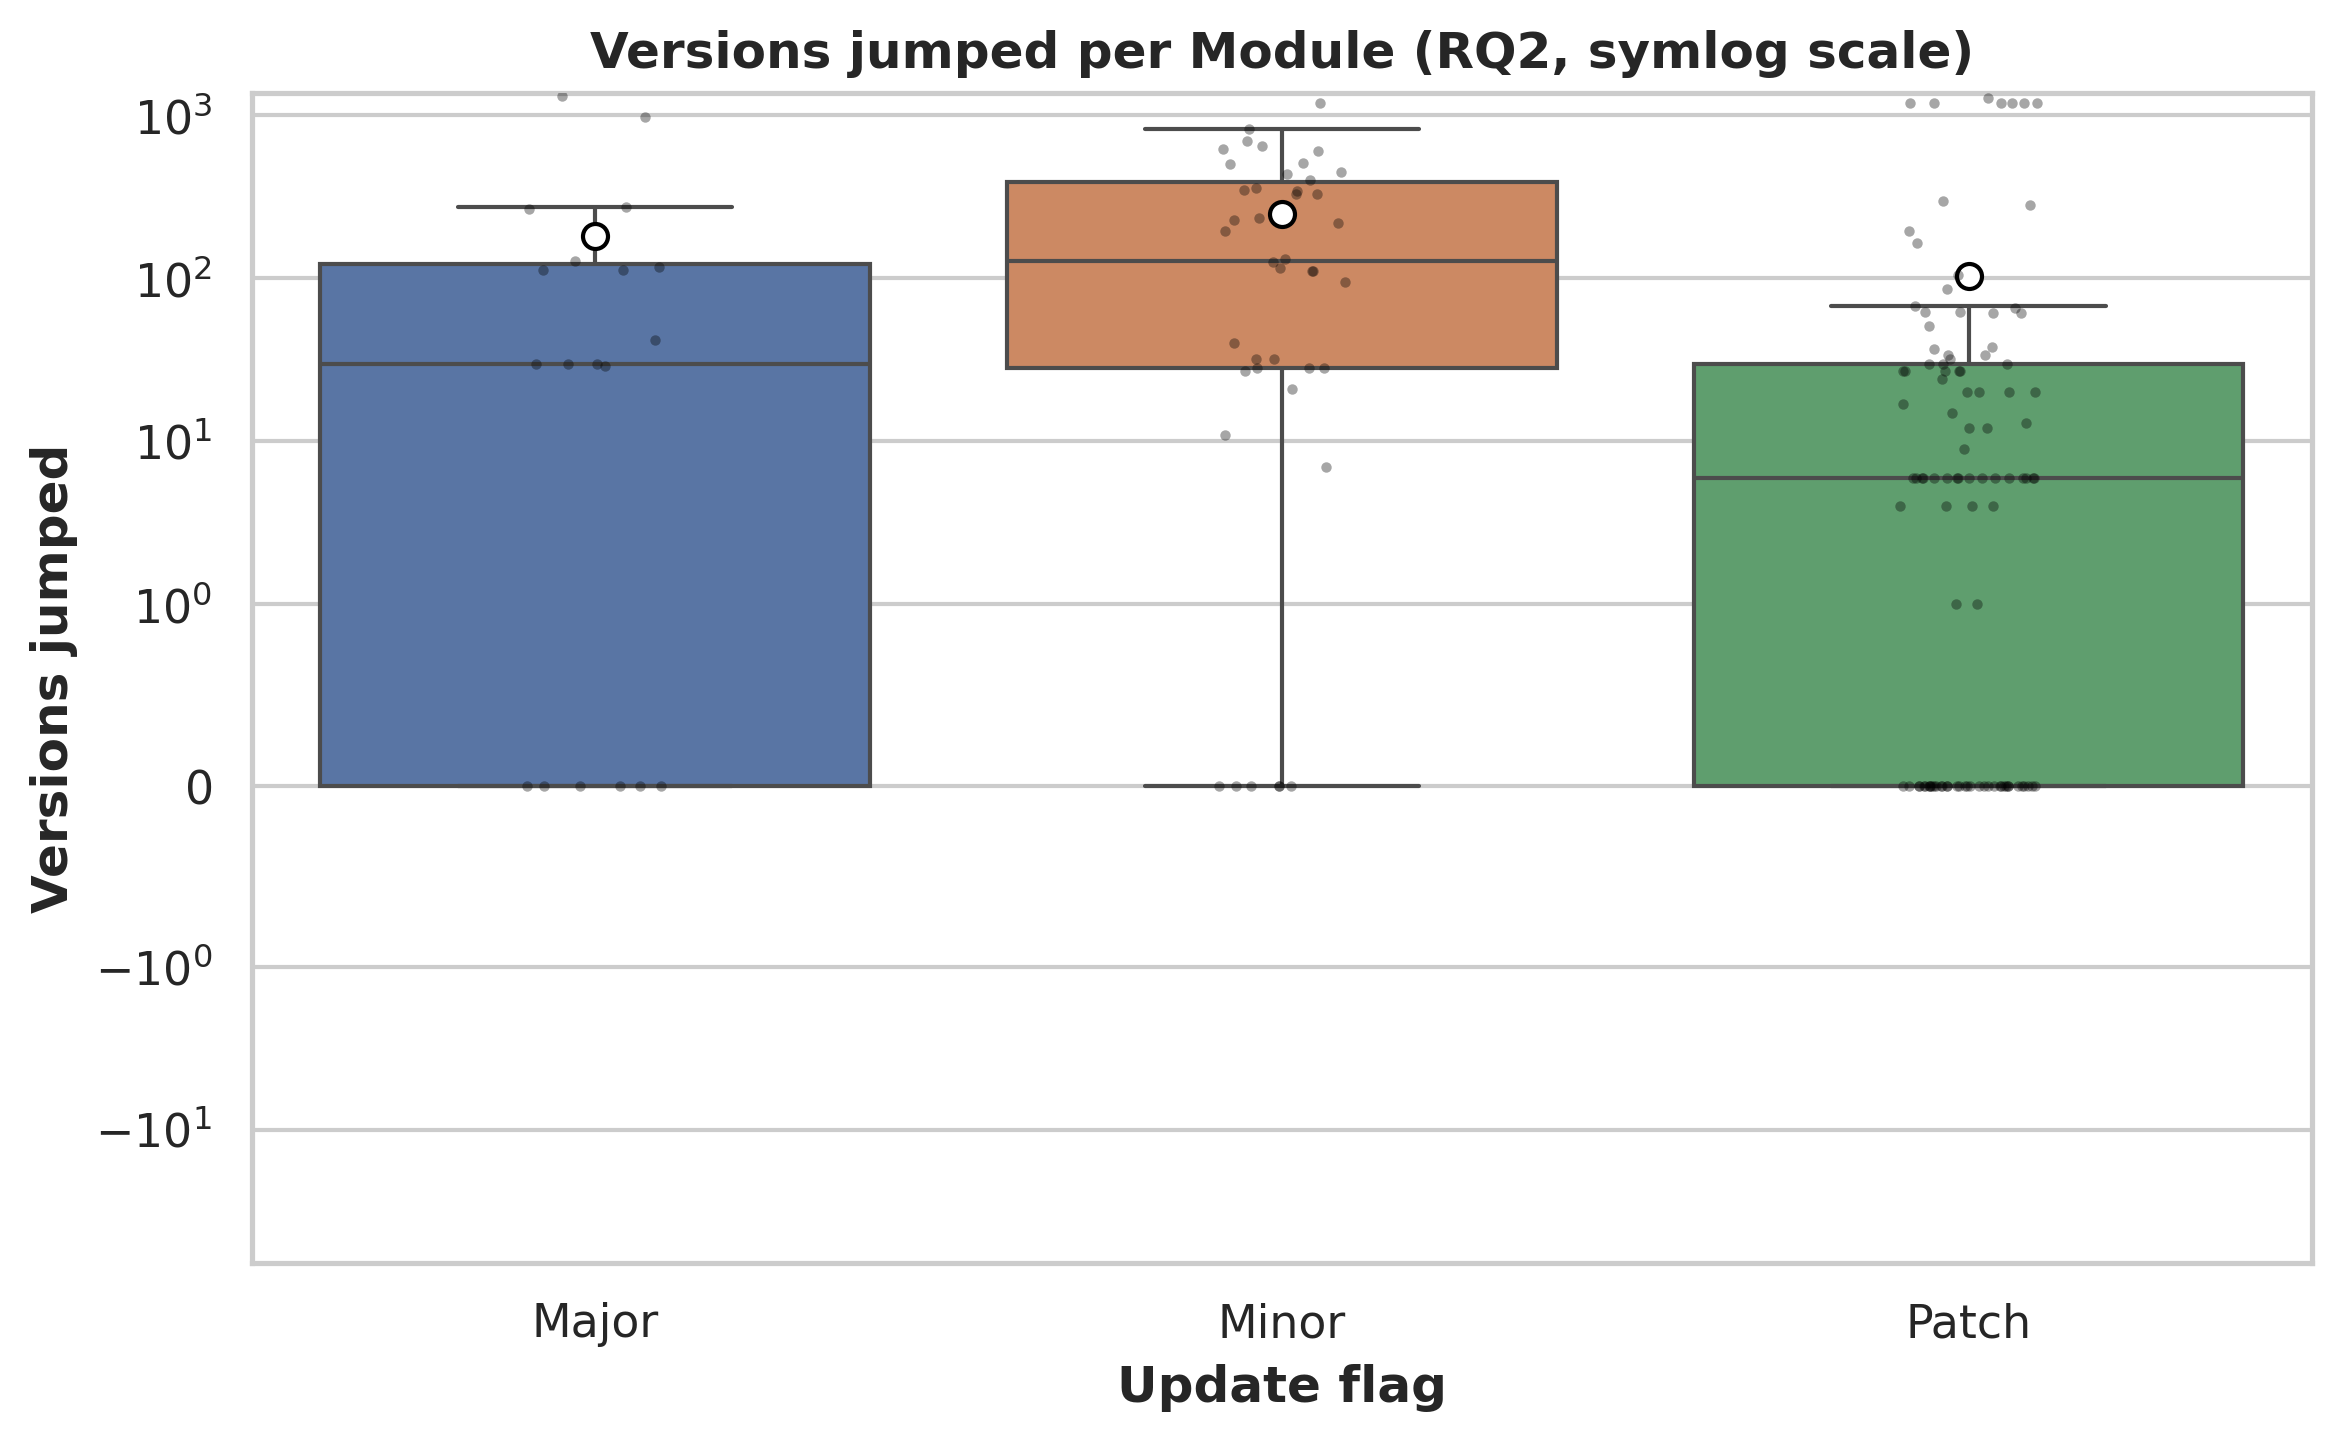 Versions jumped per Module (RQ2, symlog scale)
Versions jumped
10³
10²
10¹
10⁰
0
−10⁰
−10¹
Major
Minor
Patch
Update flag